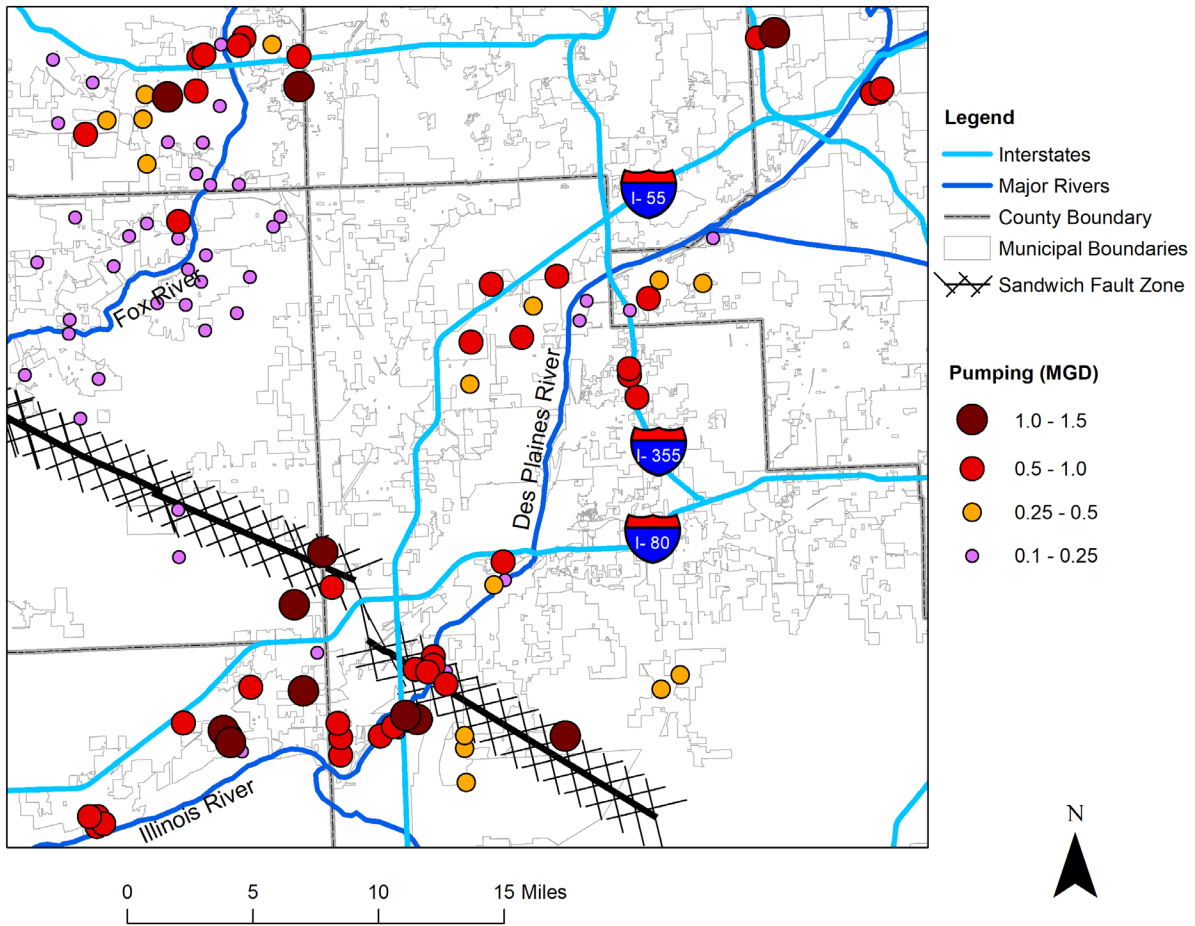 Legend
Interstates
Major Rivers
County Boundary
Municipal Boundaries
Sandwich Fault Zone
Pumping (MGD)
1.0 - 1.5
0.5 - 1.0
0.25 - 0.5
0.1 - 0.25
I- 55
Fox River
Des Plaines River
I- 355
I- 80
Illinois River
N
0 5 10 15 Miles